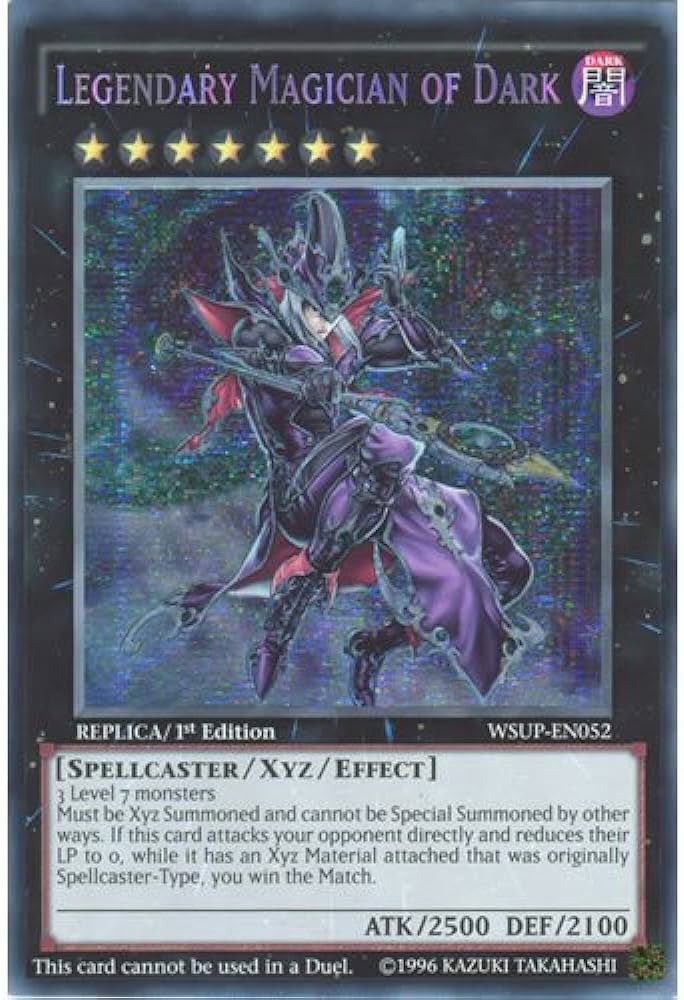 LEGENDARY MAGICIAN OF DARK
DARK
闇
REPLICA/1st Edition
WSUP-EN052
[SPELLCASTER/XYZ/EFFECT]
3 Level 7 monsters
Must be Xyz Summoned and cannot be Special Summoned by other
ways. If this card attacks your opponent directly and reduces their
LP to 0, while it has an Xyz Material attached that was originally
Spellcaster-Type, you win the Match.
ATK/2500 DEF/2100
This card cannot be used in a Duel.
©1996 KAZUKI TAKAHASHI